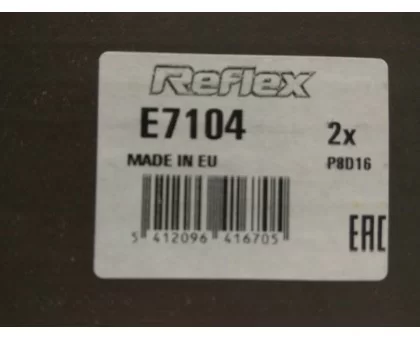 Reflex
E7104
2x
MADE IN EU
P8D16
5 412096 416705
EAC